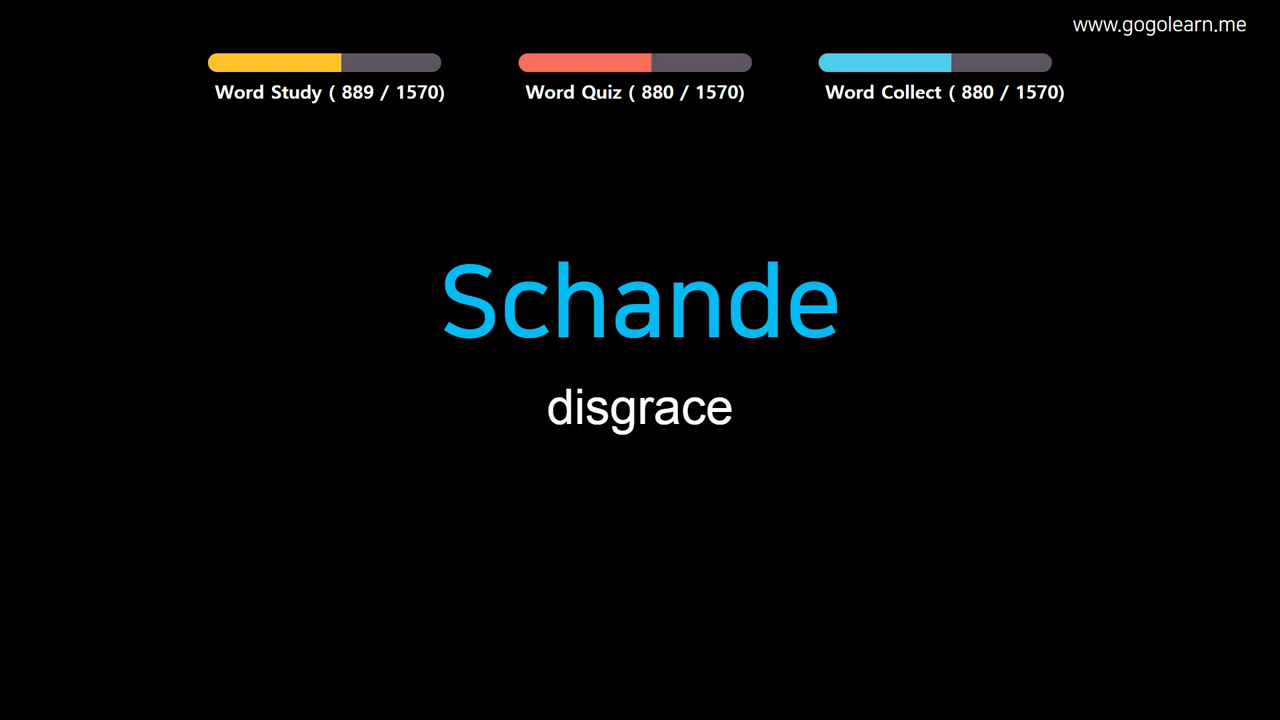 www.gogolearn.me
Word Study ( 889 / 1570)
Word Quiz ( 880 / 1570)
Word Collect ( 880 / 1570)
Schande
disgrace